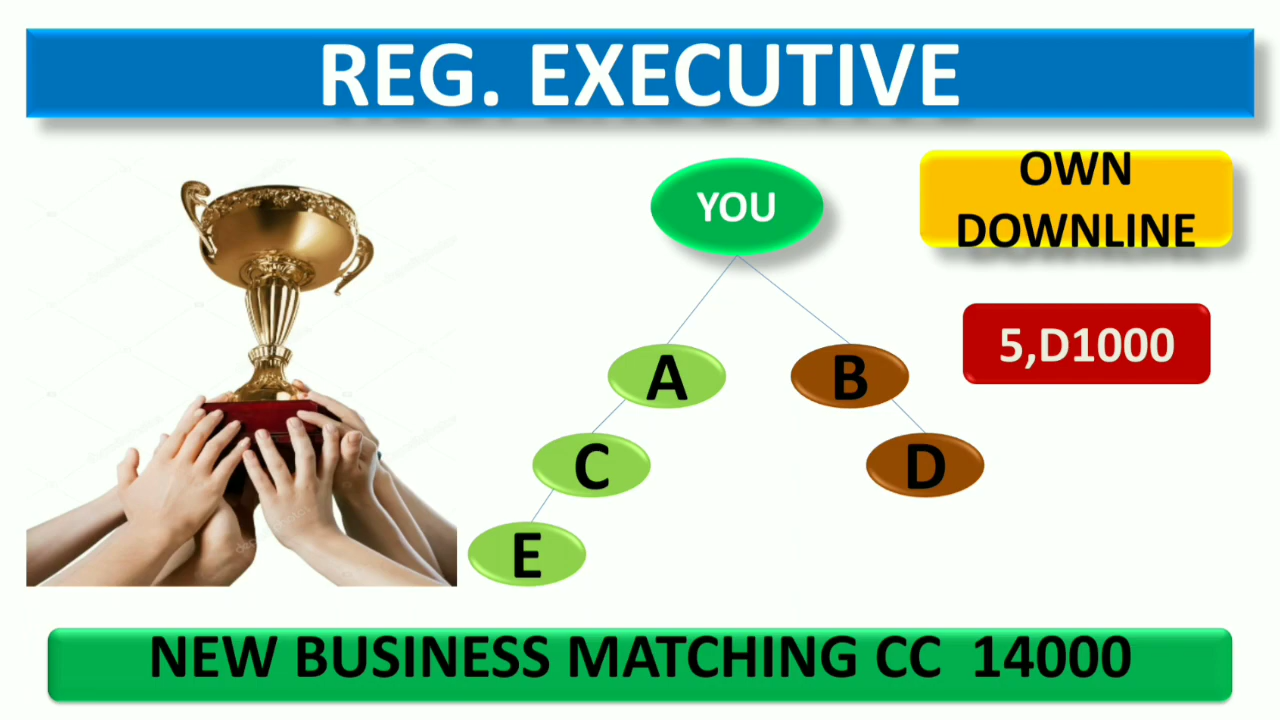 REG. EXECUTIVE
YOU
OWN
DOWNLINE
5,D1000
A
B
C
D
E
NEW BUSINESS MATCHING CC 14000